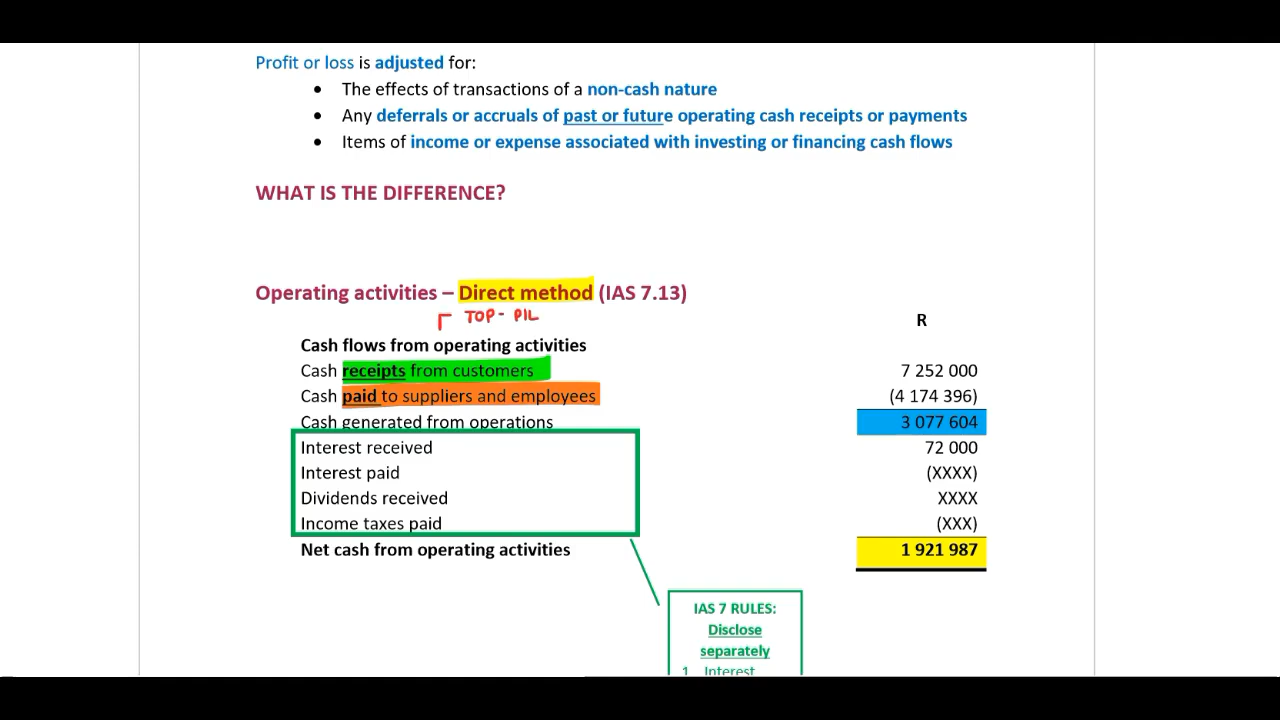 Profit or loss is adjusted for:
• The effects of transactions of a non-cash nature
• Any deferrals or accruals of past or future operating cash receipts or payments
• Items of income or expense associated with investing or financing cash flows
WHAT IS THE DIFFERENCE?
Operating activities – Direct method (IAS 7.13)
TOP - PIL
R
Cash flows from operating activities
Cash receipts from customers 7 252 000
Cash paid to suppliers and employees (4 174 396)
Cash generated from operations 3 077 604
Interest received 72 000
Interest paid (XXXX)
Dividends received XXXX
Income taxes paid (XXX)
Net cash from operating activities 1 921 987
IAS 7 RULES:
Disclose
separately
1. Interest